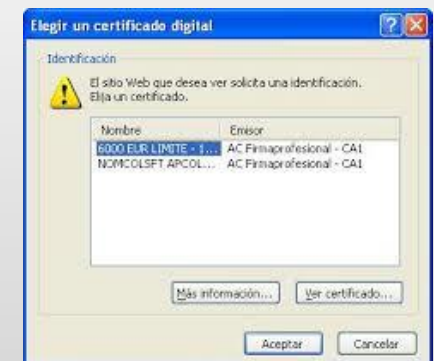 Elegir un certificado digital
Identificación
El sitio Web que desea ver solicita una identificación.
Elija un certificado.
Nombre Emisor
6000 EUR LIMITE - 1... AC Firmaprofesional - CA1
NOMCOLSFT APCOL... AC Firmaprofesional - CA1
Más información... Ver certificado...
Aceptar Cancelar